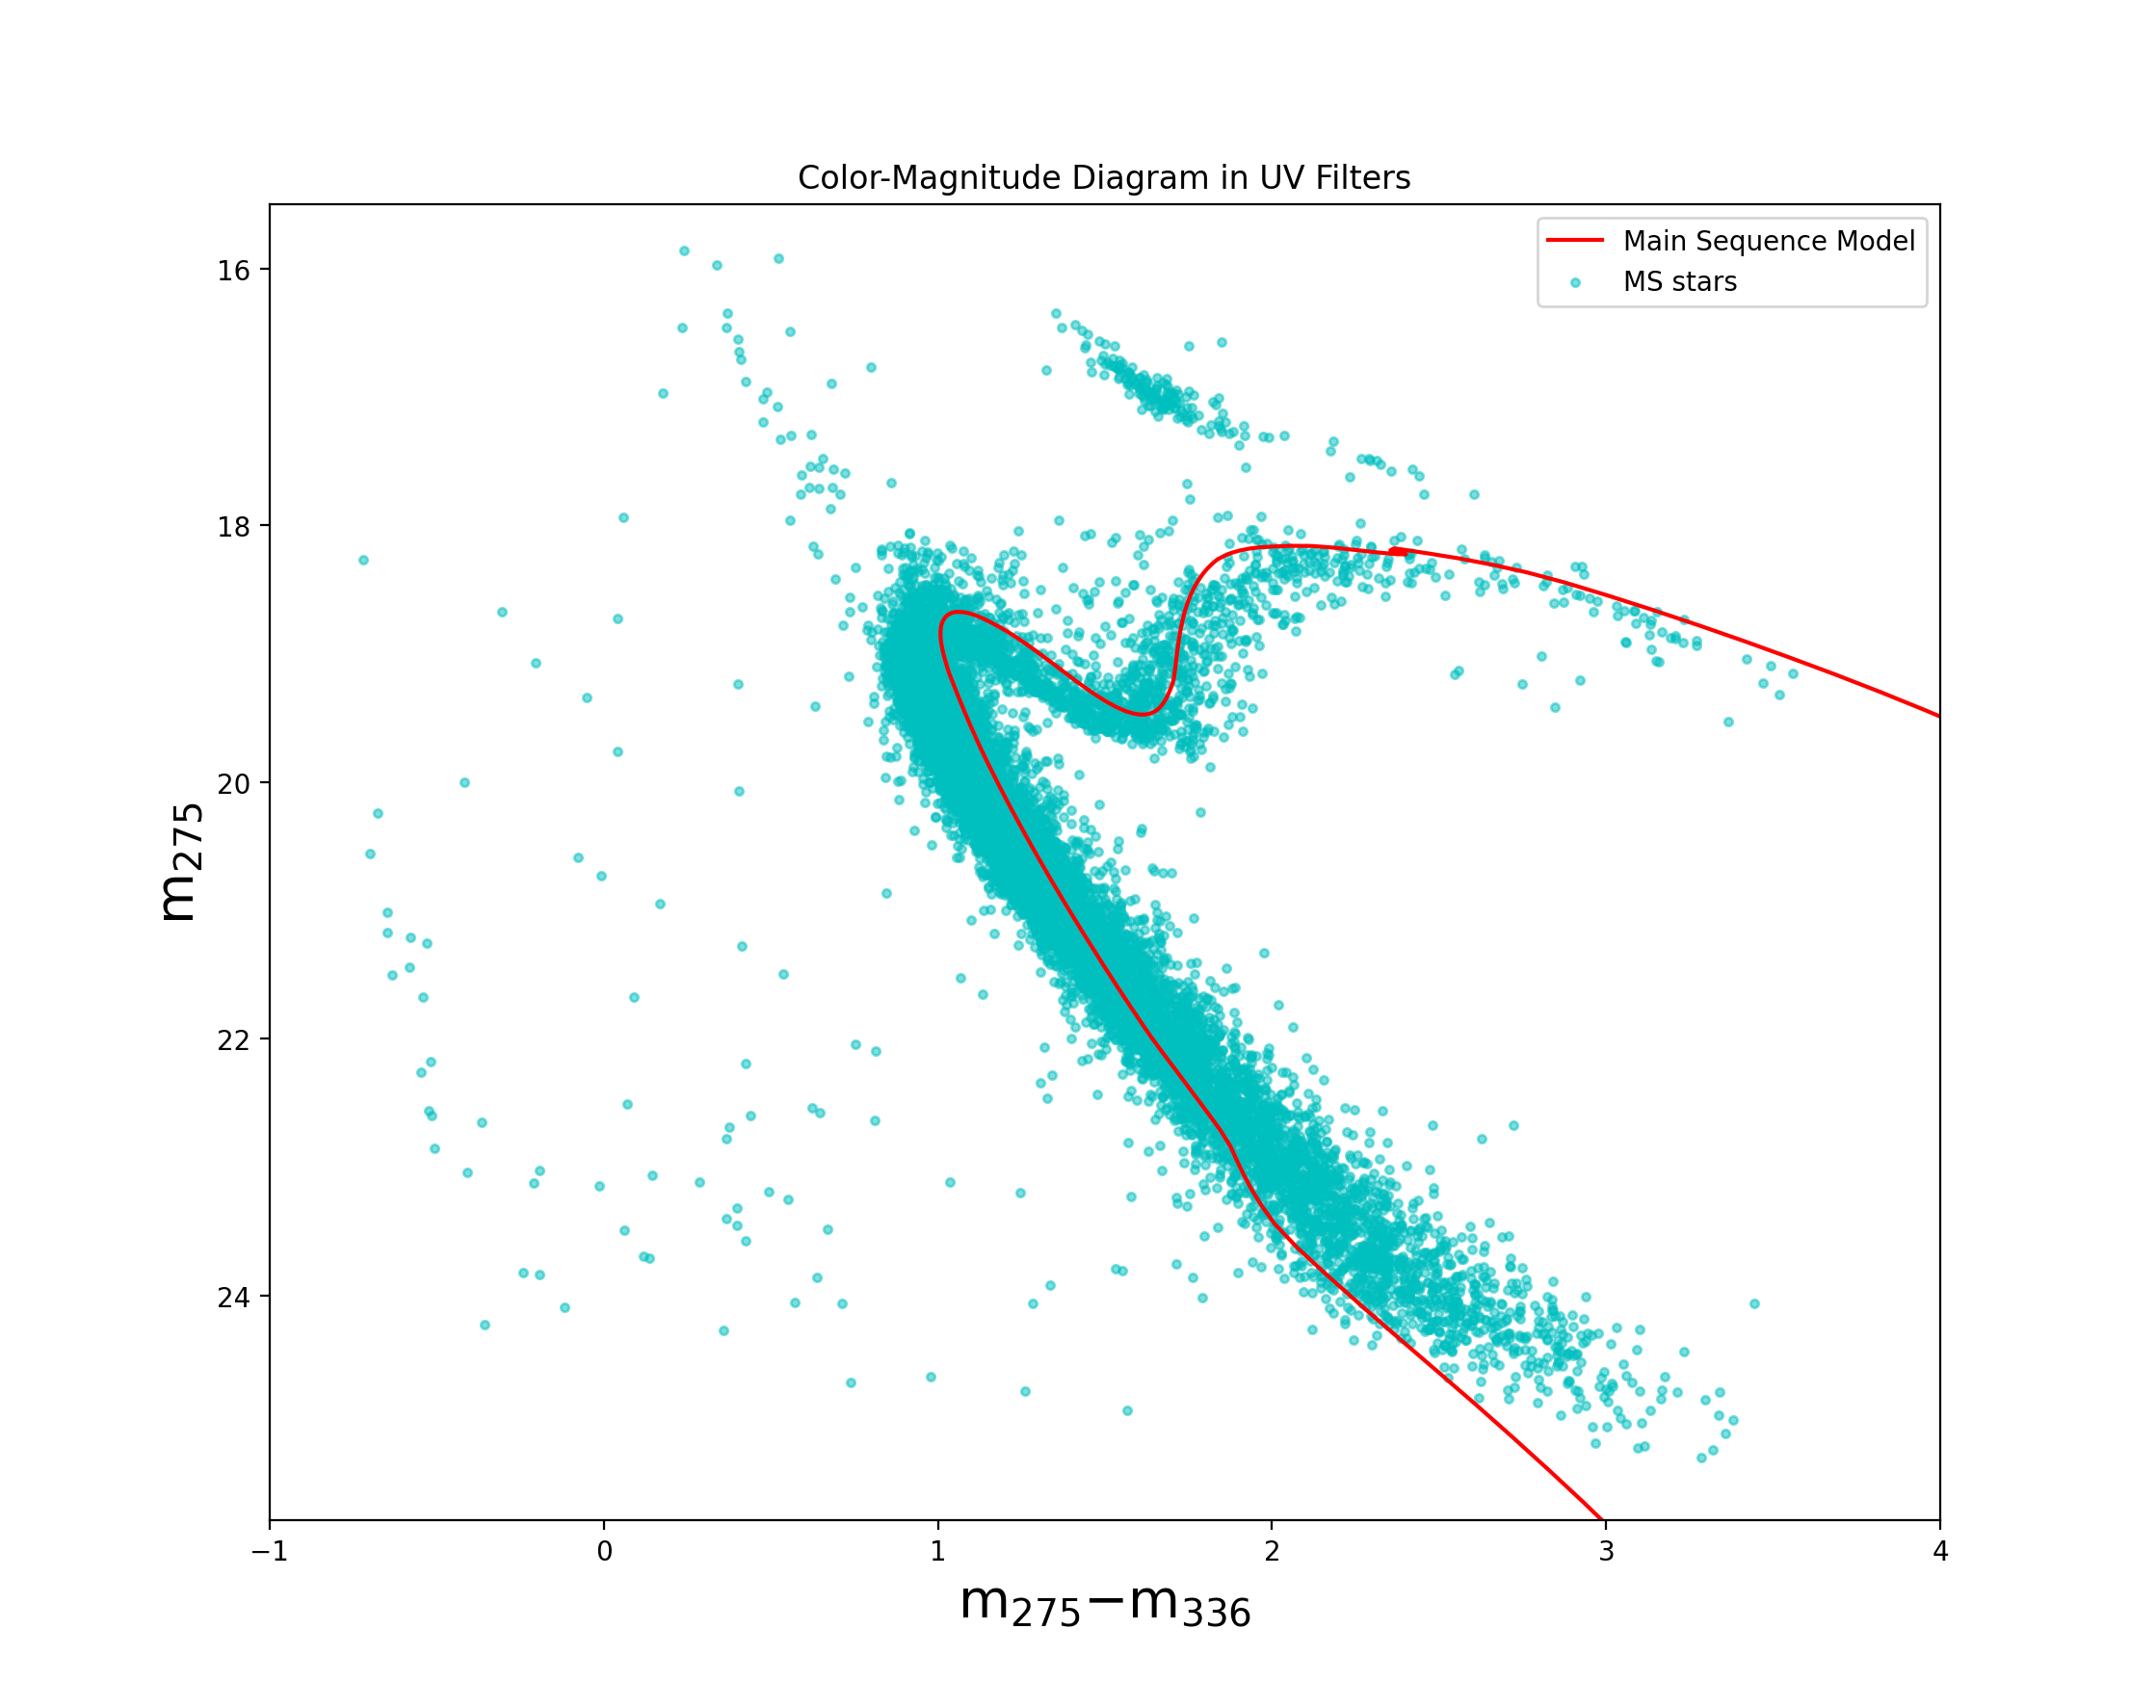 Color-Magnitude Diagram in UV Filters
Main Sequence Model
MS stars
16
18
20
22
24
m₂₇₅
−1 0 1 2 3 4
m₂₇₅−m₃₃₆